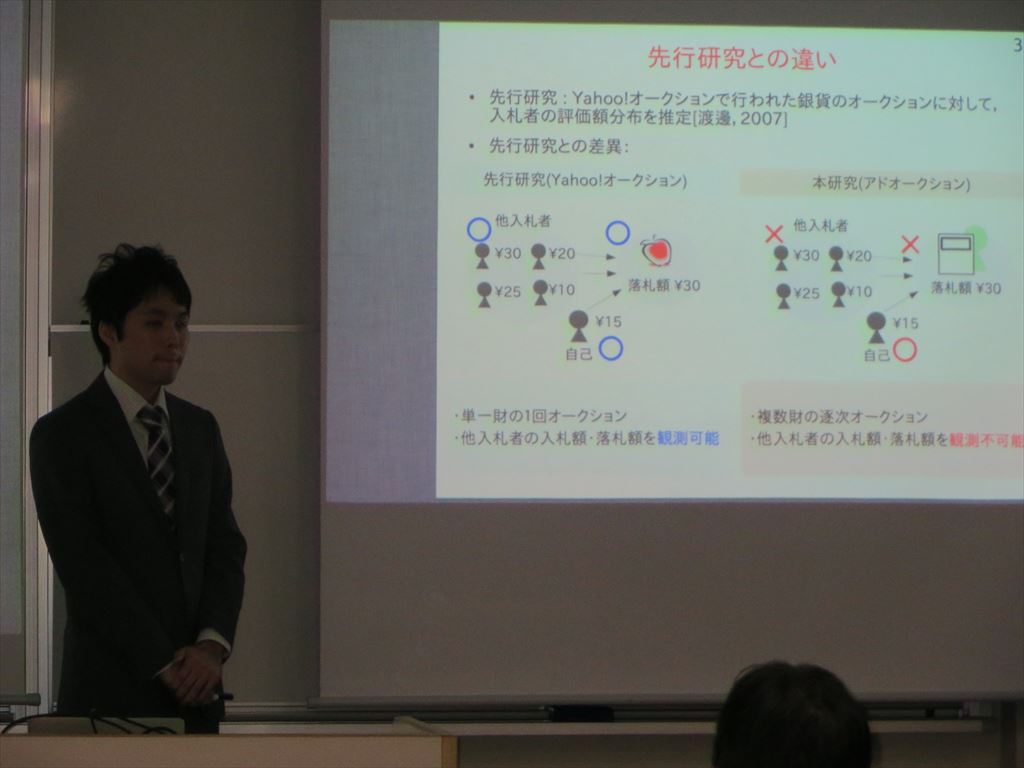 3
先行研究との違い
・ 先行研究：Yahoo!オークションで行われた銀貨のオークションに対して，
入札者の評価額分布を推定[渡邊, 2007]
・ 先行研究との差異：
先行研究(Yahoo!オークション)
他入札者
¥30 ¥20
¥25 ¥10
落札額 ¥30
¥15
自己
・単一財の1回オークション
・他入札者の入札額・落札額を観測可能
本研究(アドオークション)
他入札者
¥30 ¥20
¥25 ¥10
落札額 ¥30
¥15
自己
・複数財の逐次オークション
・他入札者の入札額・落札額を観測不可能